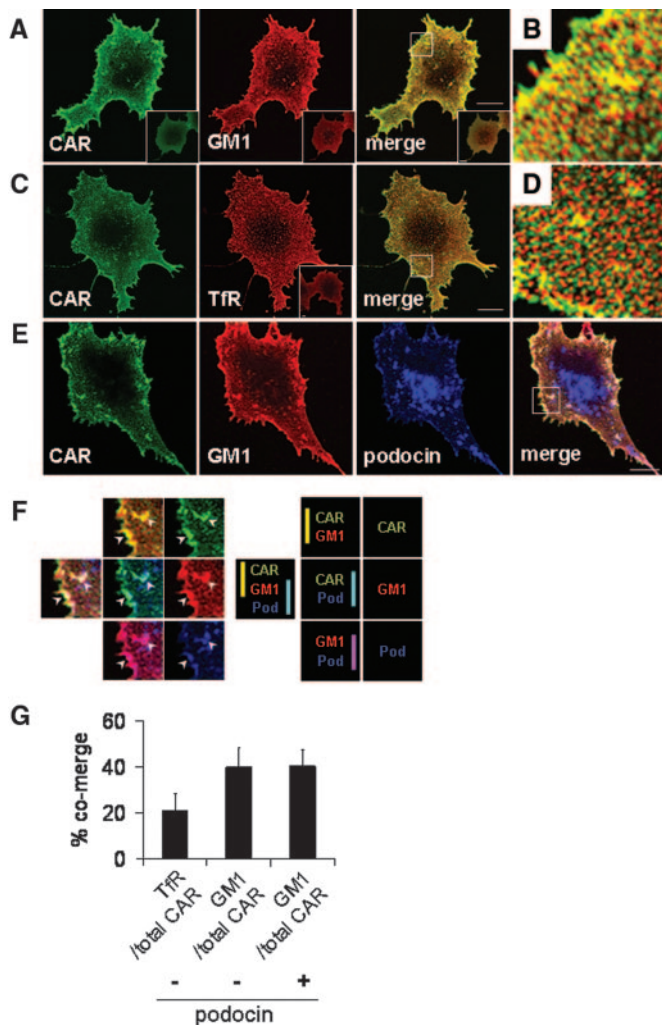 A
CAR
GM1
merge
B
C
CAR
TfR
merge
D
E
CAR
GM1
podocin
merge
F
CAR
GM1
CAR
CAR
GM1
Pod
CAR
Pod
GM1
GM1
Pod
Pod
G
% co-merge
60
40
20
0
TfR
/total CAR
GM1
/total CAR
GM1
/total CAR
- - +
podocin